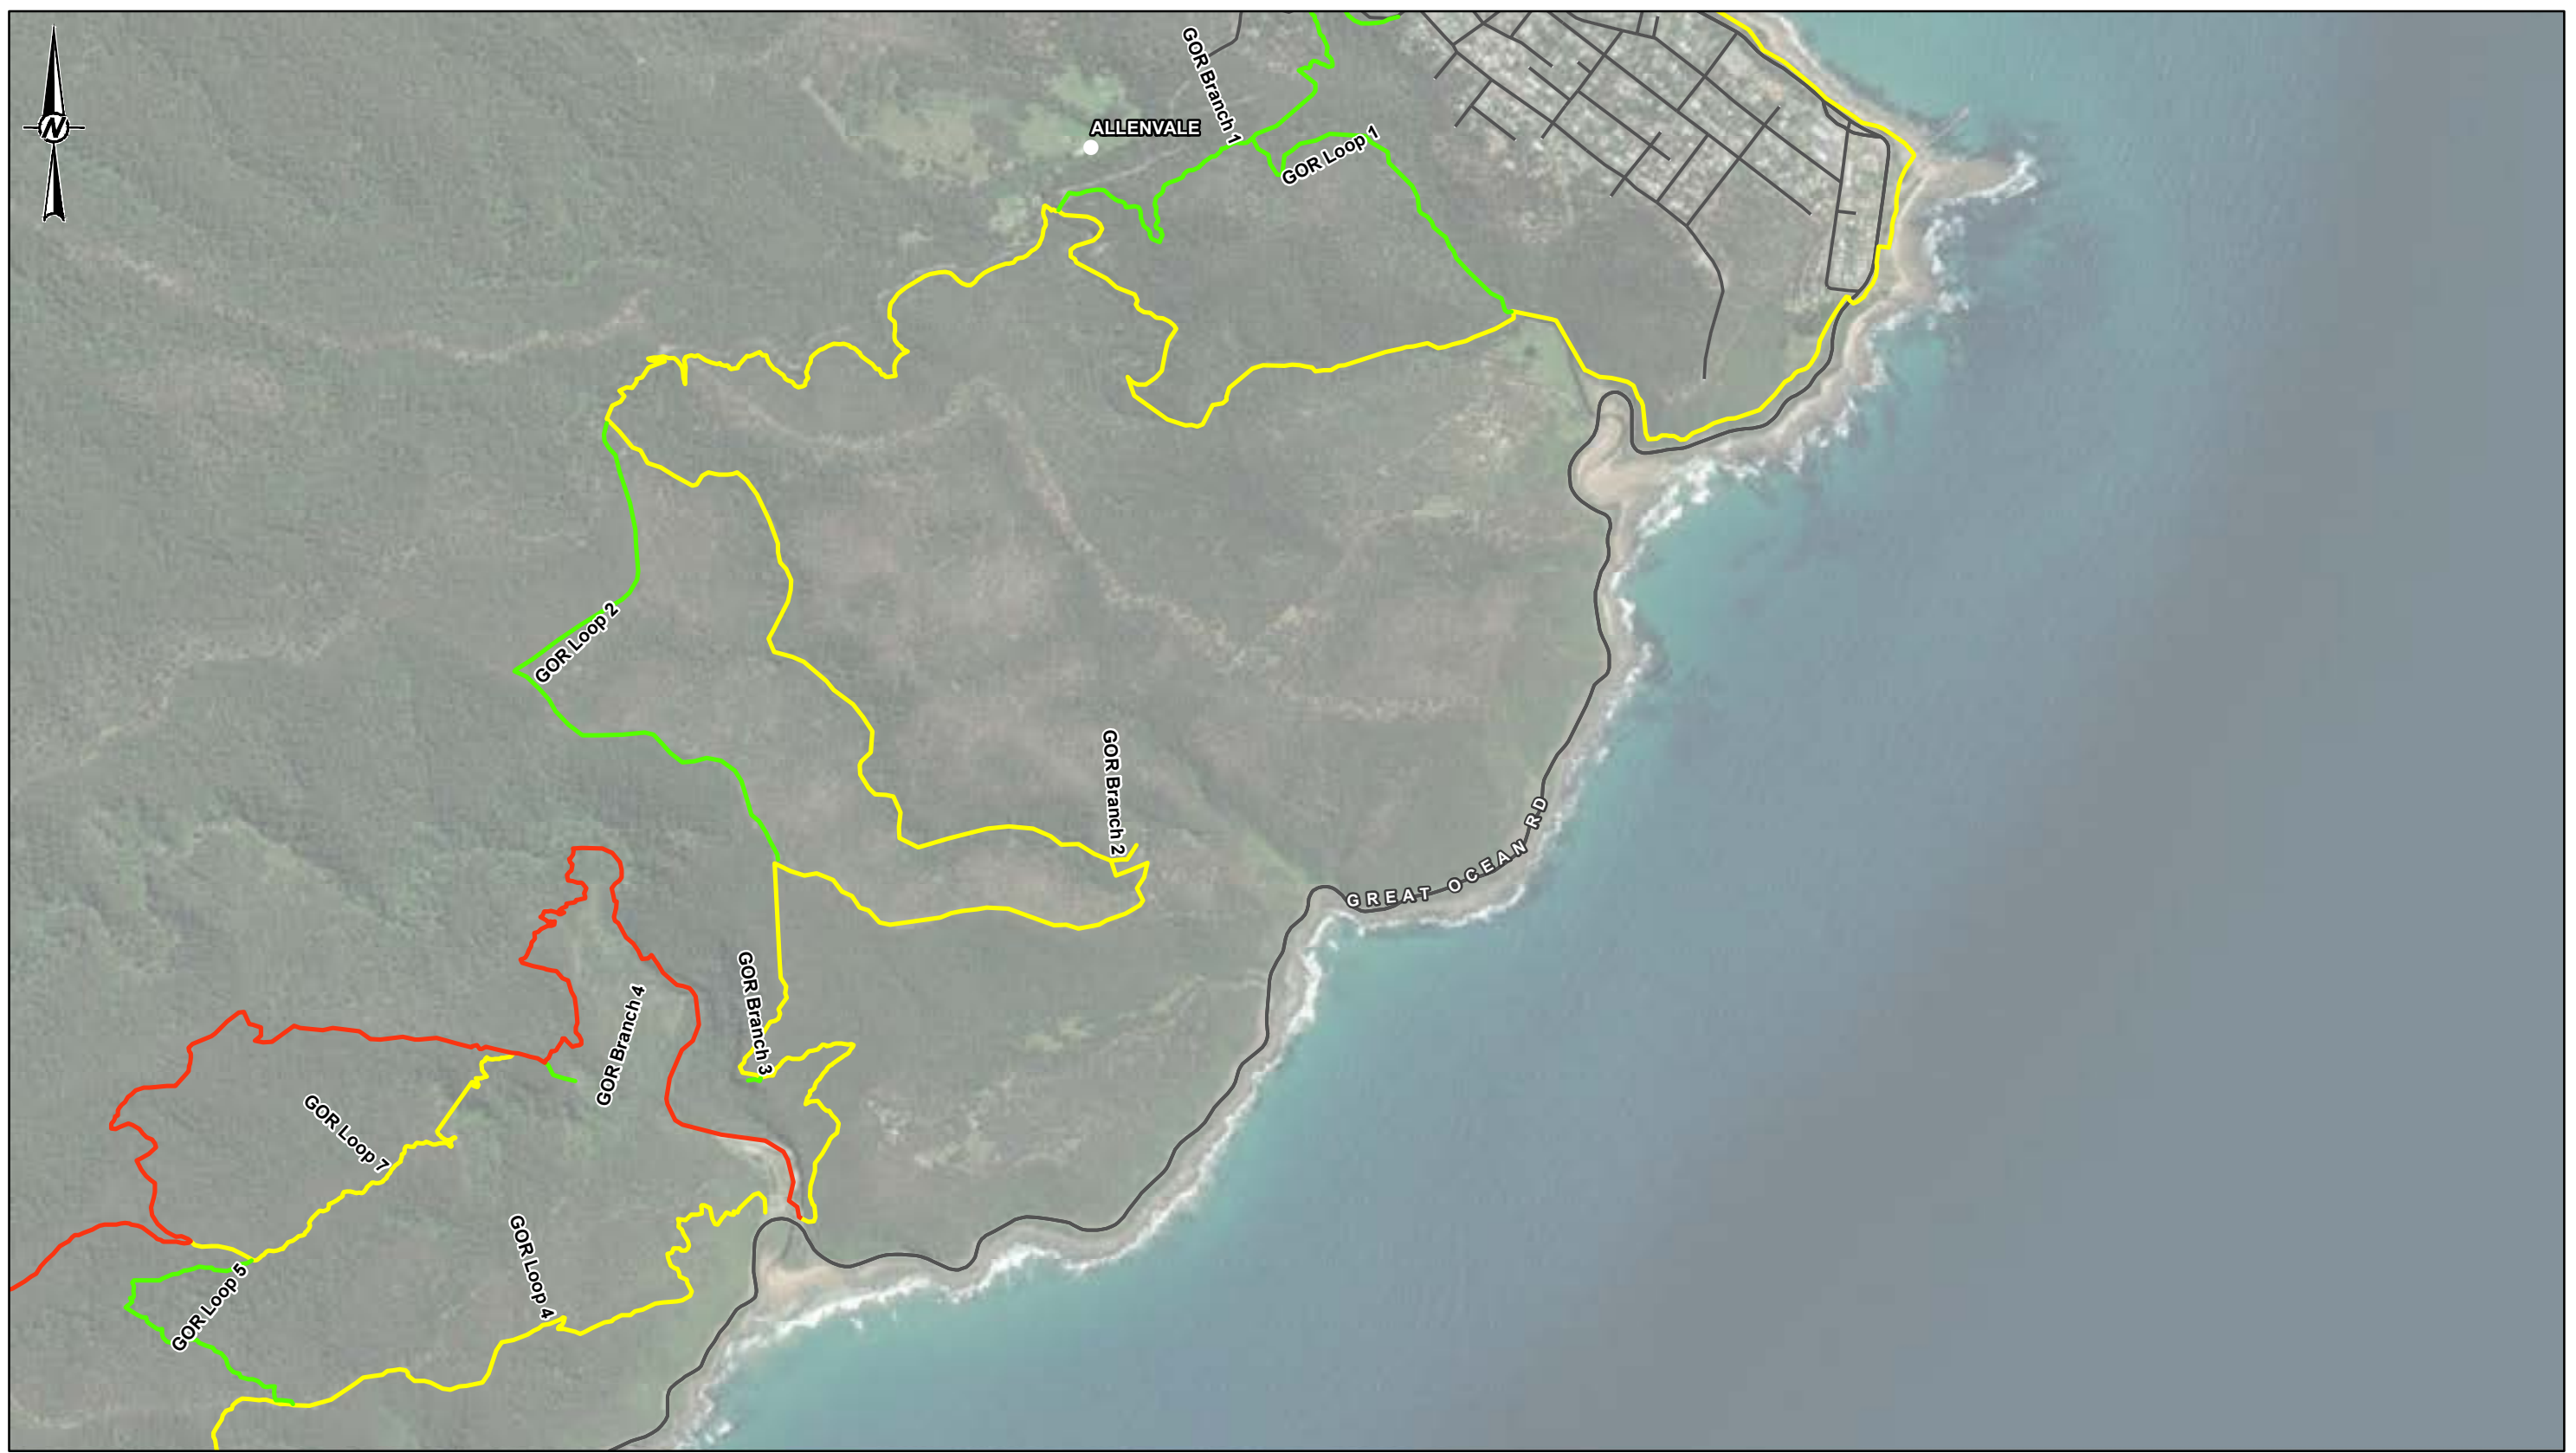 GOR Branch 1
N
ALLENVALE
GOR Loop 1
GOR Loop 2
GOR Branch 2
GREAT OCEAN RD
GOR Branch 3
GOR Branch 4
GOR Loop 7
GOR Loop 4
GOR Loop 5